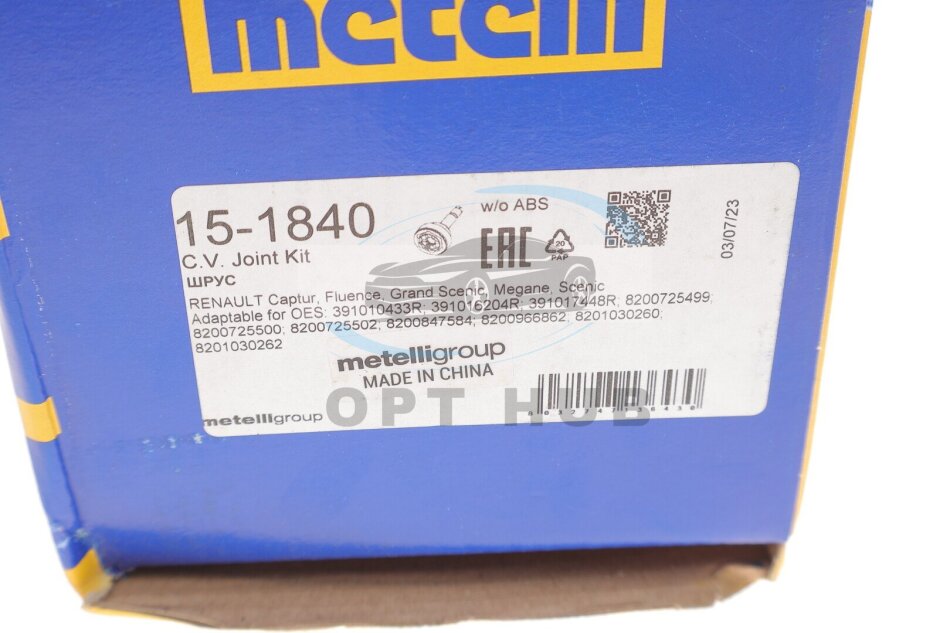 metelli
15-1840
w/o ABS
C.V. Joint Kit
EAC
20
PAP
ШРУС
03/07/23
RENAULT Captur, Fluence, Grand Scenic, Megane, Scenic
Adaptable for OES: 391010433R; 391016204R; 391017448R; 8200725499;
8200725500; 8200725502; 8200847584; 8200966862; 8201030260;
8201030262
metelligroup
MADE IN CHINA
OPT HUB
metelligroup